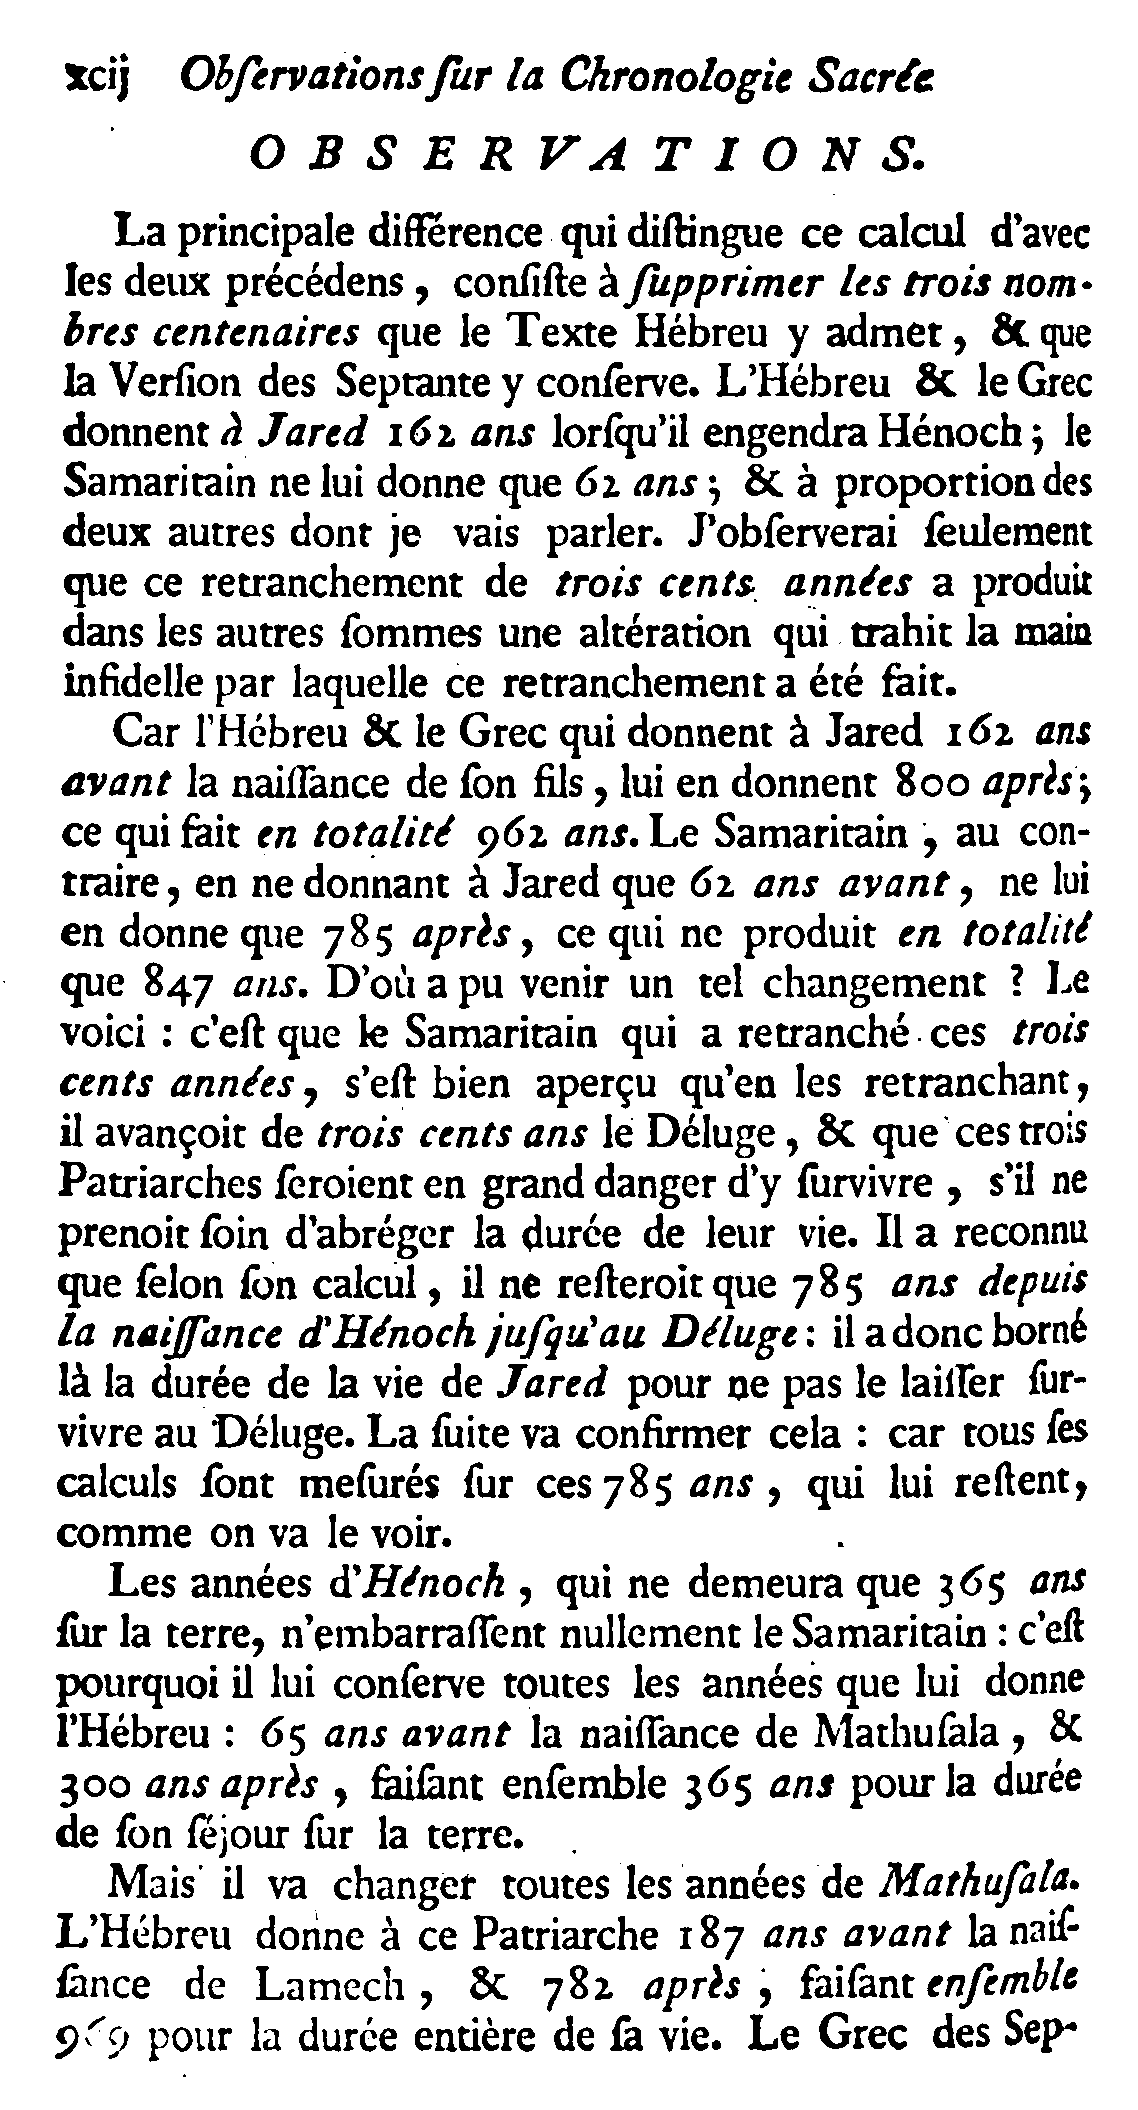 xcij Obſervations ſur la Chronologie Sacrée
OBSERVATIONS.
La principale différence qui diſtingue ce calcul d'avec
les deux précédens, conſiſte à ſupprimer les trois nom-
bres centenaires que le Texte Hébreu y admet, & que
la Verſion des Septante y conſerve. L'Hébreu & le Grec
donnent à Jared 162 ans lorſqu'il engendra Hénoch; le
Samaritain ne lui donne que 62 ans; & à proportion des
deux autres dont je vais parler. J'obſerverai ſeulement
que ce retranchement de trois cents années a produit
dans les autres ſommes une altération qui trahit la main
infidelle par laquelle ce retranchement a été fait.
Car l'Hébreu & le Grec qui donnent à Jared 162 ans
avant la naiſſance de ſon fils, lui en donnent 800 après;
ce qui fait en totalité 962 ans. Le Samaritain, au con-
traire, en ne donnant à Jared que 62 ans avant, ne lui
en donne que 785 après, ce qui ne produit en totalité
que 847 ans. D'où a pu venir un tel changement ? Le
voici : c'eſt que le Samaritain qui a retranché ces trois
cents années, s'eſt bien aperçu qu'en les retranchant,
il avançoit de trois cents ans le Déluge, & que ces trois
Patriarches ſeroient en grand danger d'y ſurvivre, s'il ne
prenoit ſoin d'abréger la durée de leur vie. Il a reconnu
que ſelon ſon calcul, il ne reſteroit que 785 ans depuis
la naiſſance d'Hénoch juſqu'au Déluge : il a donc borné
là la durée de la vie de Jared pour ne pas le laiſſer ſur-
vivre au Déluge. La ſuite va confirmer cela : car tous ſes
calculs ſont meſurés ſur ces 785 ans, qui lui reſtent,
comme on va le voir.
Les années d'Hénoch, qui ne demeura que 365 ans
ſur la terre, n'embarraſſent nullement le Samaritain : c'eſt
pourquoi il lui conſerve toutes les années que lui donne
l'Hébreu : 65 ans avant la naiſſance de Mathuſala, &
300 ans après, faiſant enſemble 365 ans pour la durée
de ſon ſéjour ſur la terre.
Mais il va changer toutes les années de Mathuſala.
L'Hébreu donne à ce Patriarche 187 ans avant la naiſ-
ſance de Lamech, & 782 après; faiſant enſemble
969 pour la durée entière de ſa vie. Le Grec des Sep-